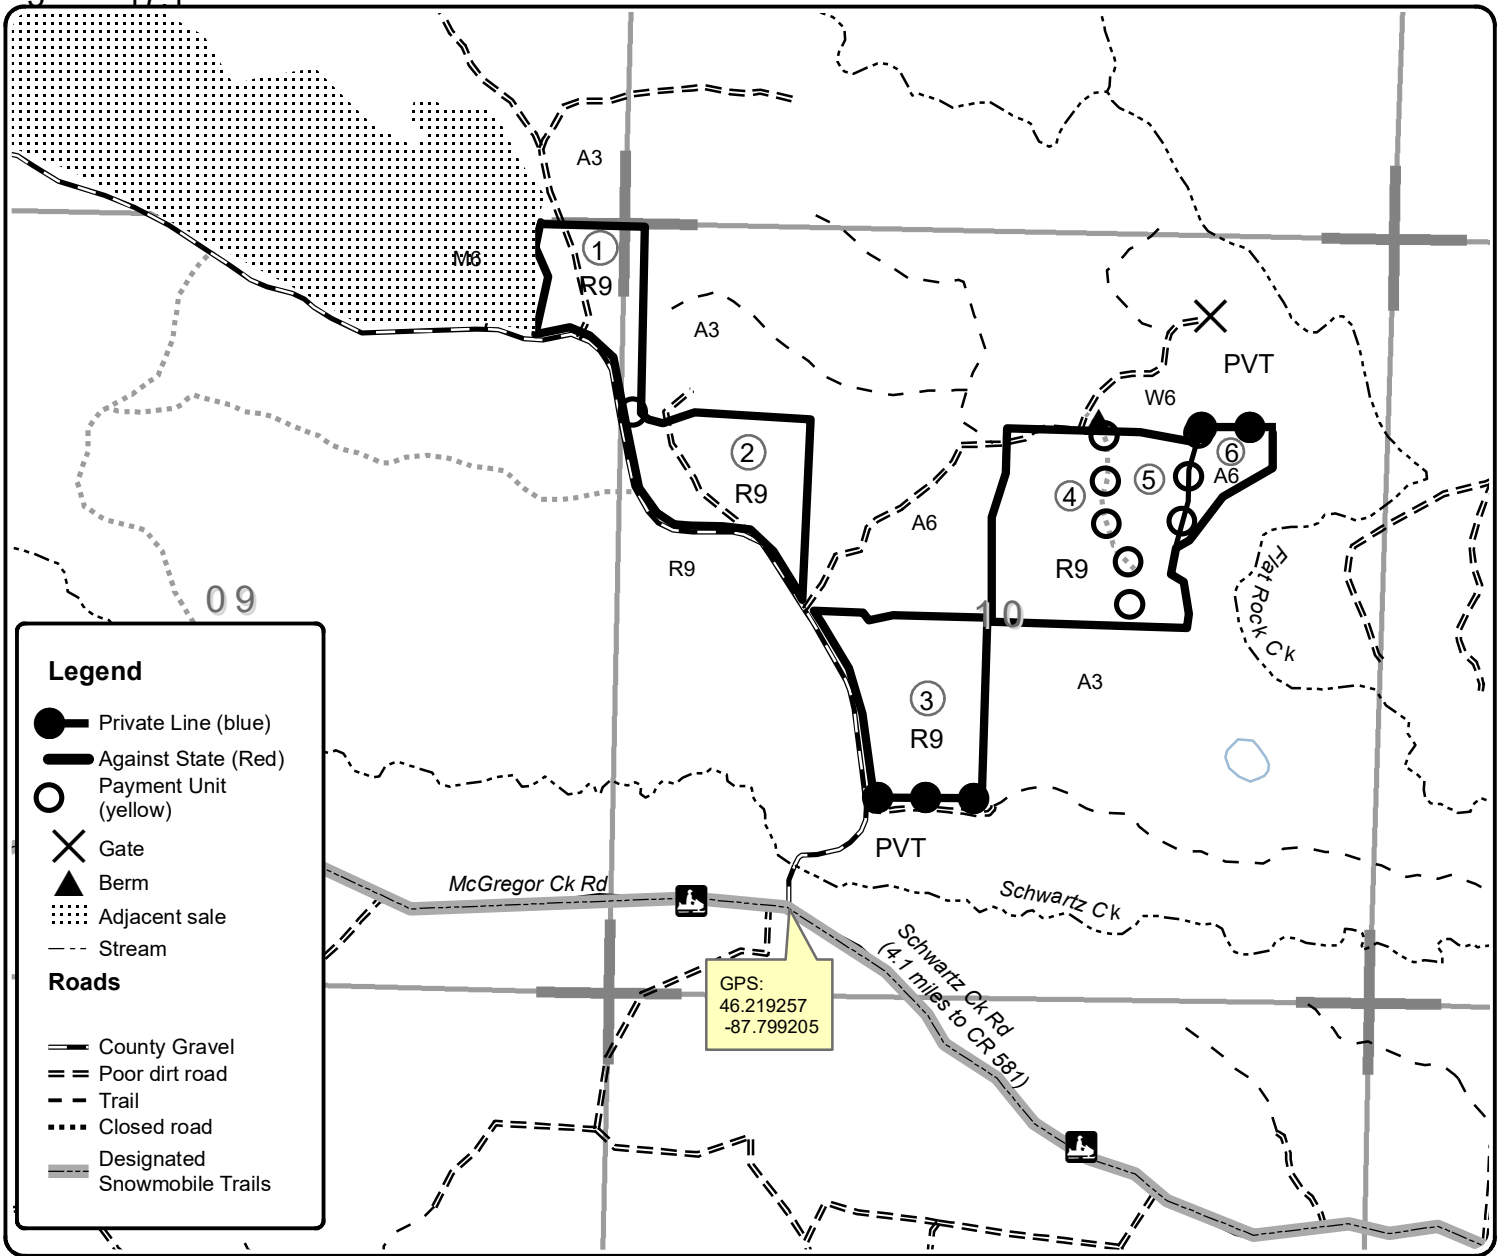 A3
1
R9
M6
A3
PVT
W6
2
R9
6
A6
5
4
A6
R9
R9
Flat Rock Ck
09
10
A3
3
R9
PVT
McGregor Ck Rd
Schwartz Ck
Schwartz Ck Rd
(4.1 miles to CR 581)
GPS:
46.219257
-87.799205
Legend
Private Line (blue)
Against State (Red)
Payment Unit
(yellow)
Gate
Berm
Adjacent sale
Stream
Roads
County Gravel
Poor dirt road
Trail
Closed road
Designated
Snowmobile Trails